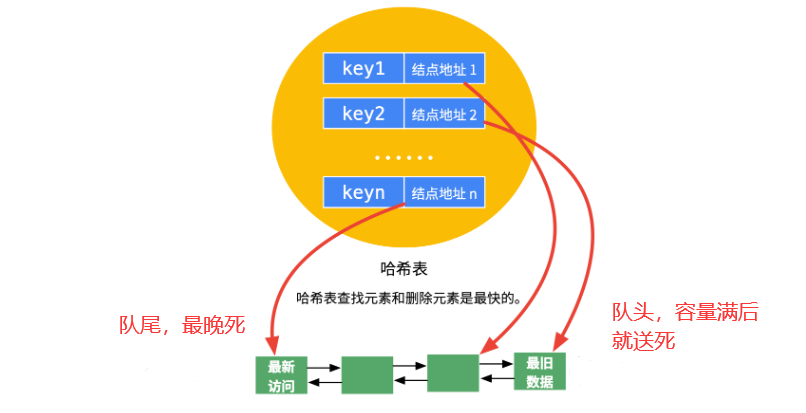 key1 结点地址 1
key2 结点地址 2
······
keyn 结点地址 n
哈希表
哈希表查找元素和删除元素是最快的。
队尾，最晚死
队头，容量满后
就送死
最新
访问
最旧
数据